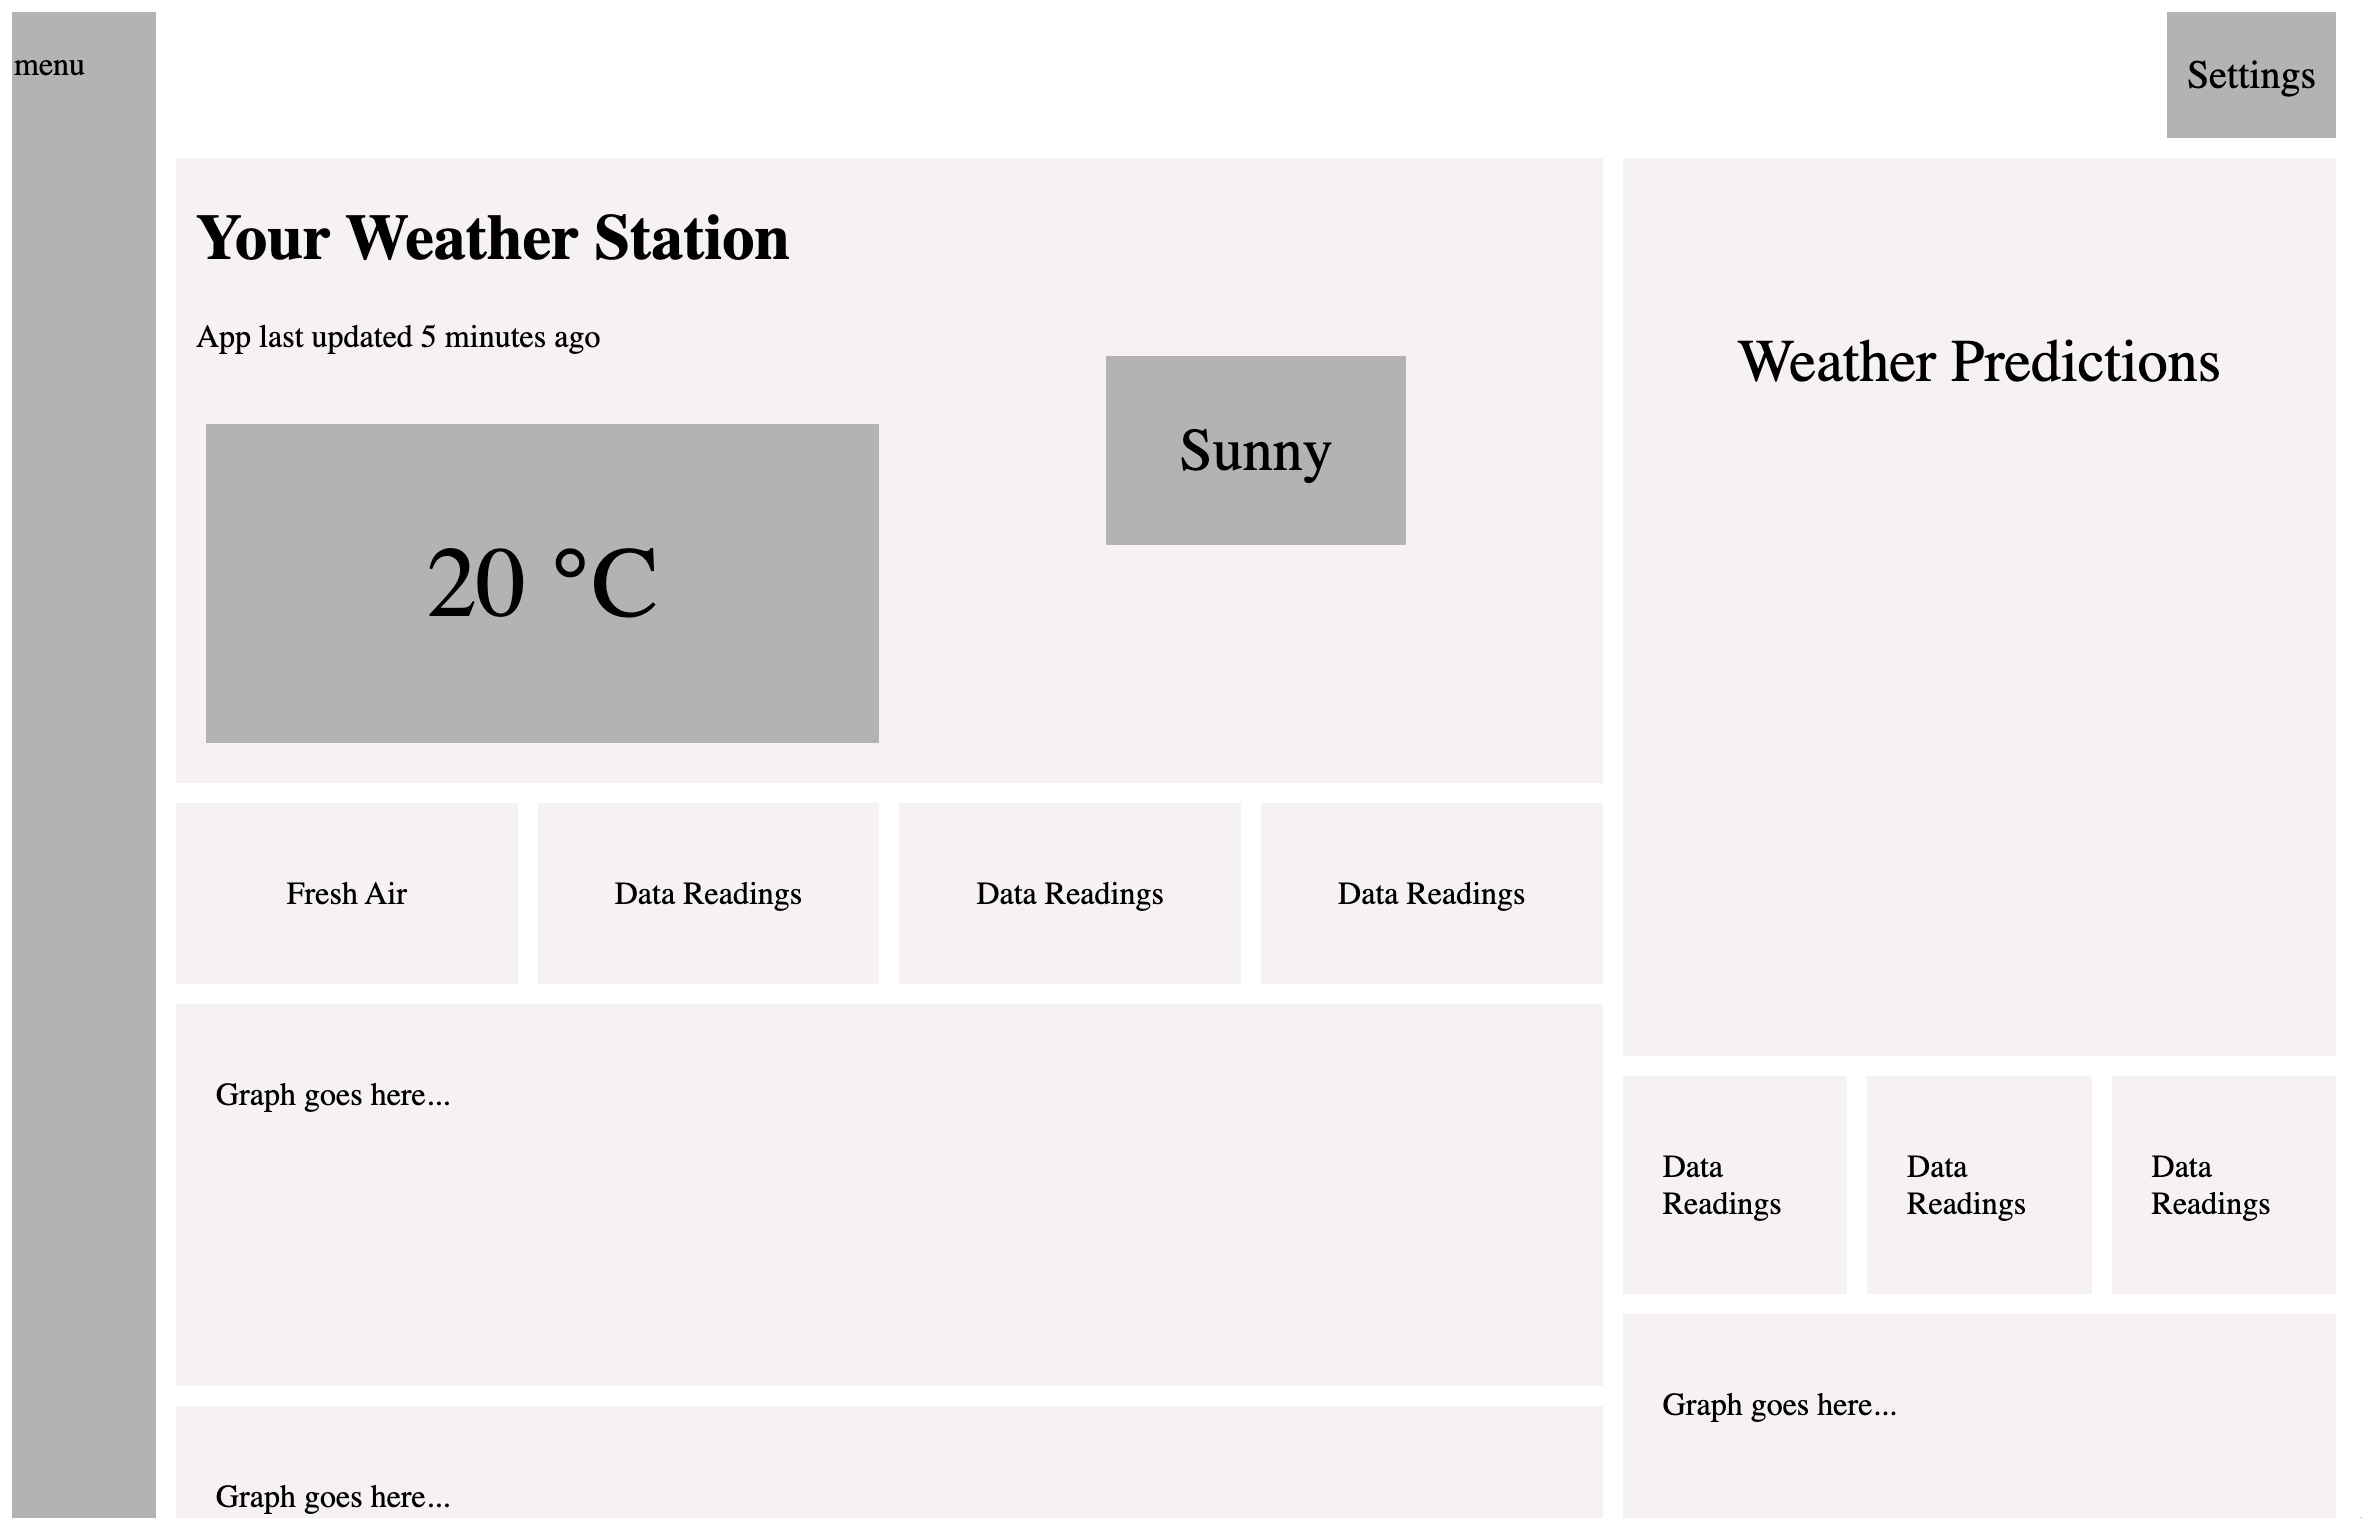 menu
Settings
Your Weather Station
App last updated 5 minutes ago
Sunny
20 °C
Weather Predictions
Fresh Air
Data Readings
Data Readings
Data Readings
Graph goes here...
Data
Readings
Data
Readings
Data
Readings
Graph goes here...
Graph goes here...